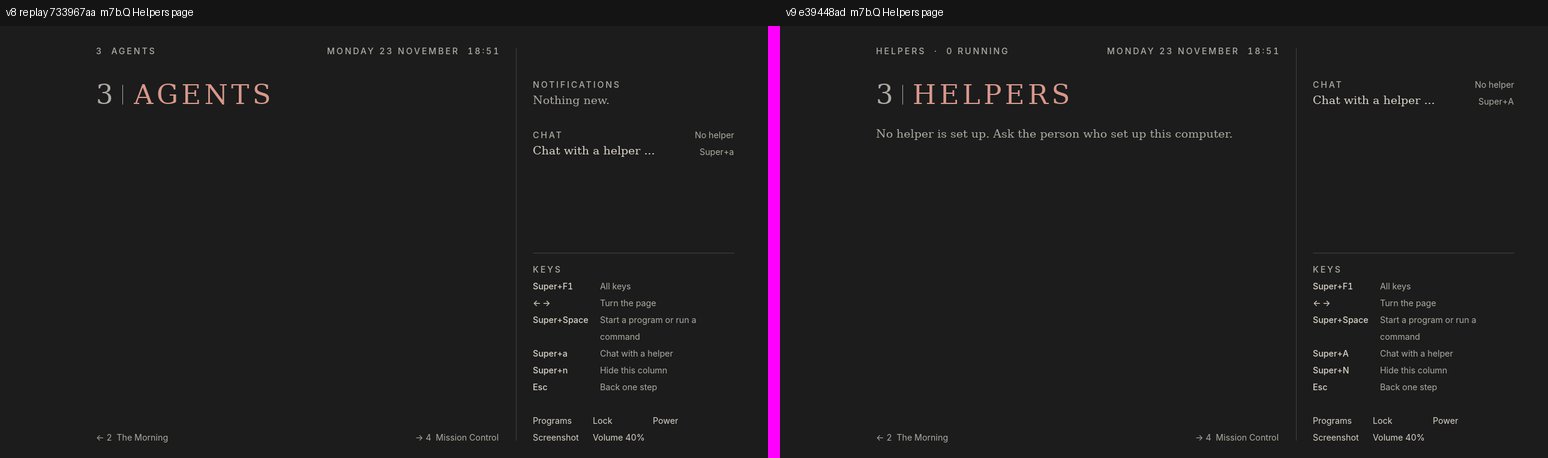 v8 replay 733967aa m7b.Q Helpers page
3 AGENTS
MONDAY 23 NOVEMBER 18:51
3 AGENTS
NOTIFICATIONS
Nothing new.
CHAT
No helper
Chat with a helper ...
Super+a
KEYS
Super+F1 All keys
← → Turn the page
Super+Space Start a program or run a
command
Super+a Chat with a helper
Super+n Hide this column
Esc Back one step
Programs Lock Power
Screenshot Volume 40%
← 2 The Morning
→ 4 Mission Control
v9 e39448ad m7b.Q Helpers page
HELPERS · 0 RUNNING
MONDAY 23 NOVEMBER 18:51
3 HELPERS
No helper is set up. Ask the person who set up this computer.
CHAT
No helper
Chat with a helper ...
Super+A
KEYS
Super+F1 All keys
← → Turn the page
Super+Space Start a program or run a
command
Super+A Chat with a helper
Super+N Hide this column
Esc Back one step
Programs Lock Power
Screenshot Volume 40%
← 2 The Morning
→ 4 Mission Control